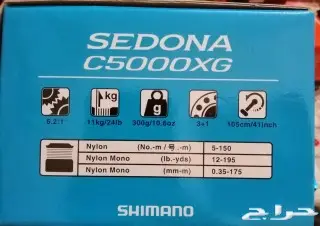 SEDONA
C5000XG
kg
g
6.2:1
11kg/24lb
300g/10.6oz
3+1
105cm/41inch
Nylon (No.-m / 号.-m) 5-150
Nylon Mono (lb.-yds) 12-195
Nylon Mono (mm-m) 0.35-175
SHIMANO
حراج